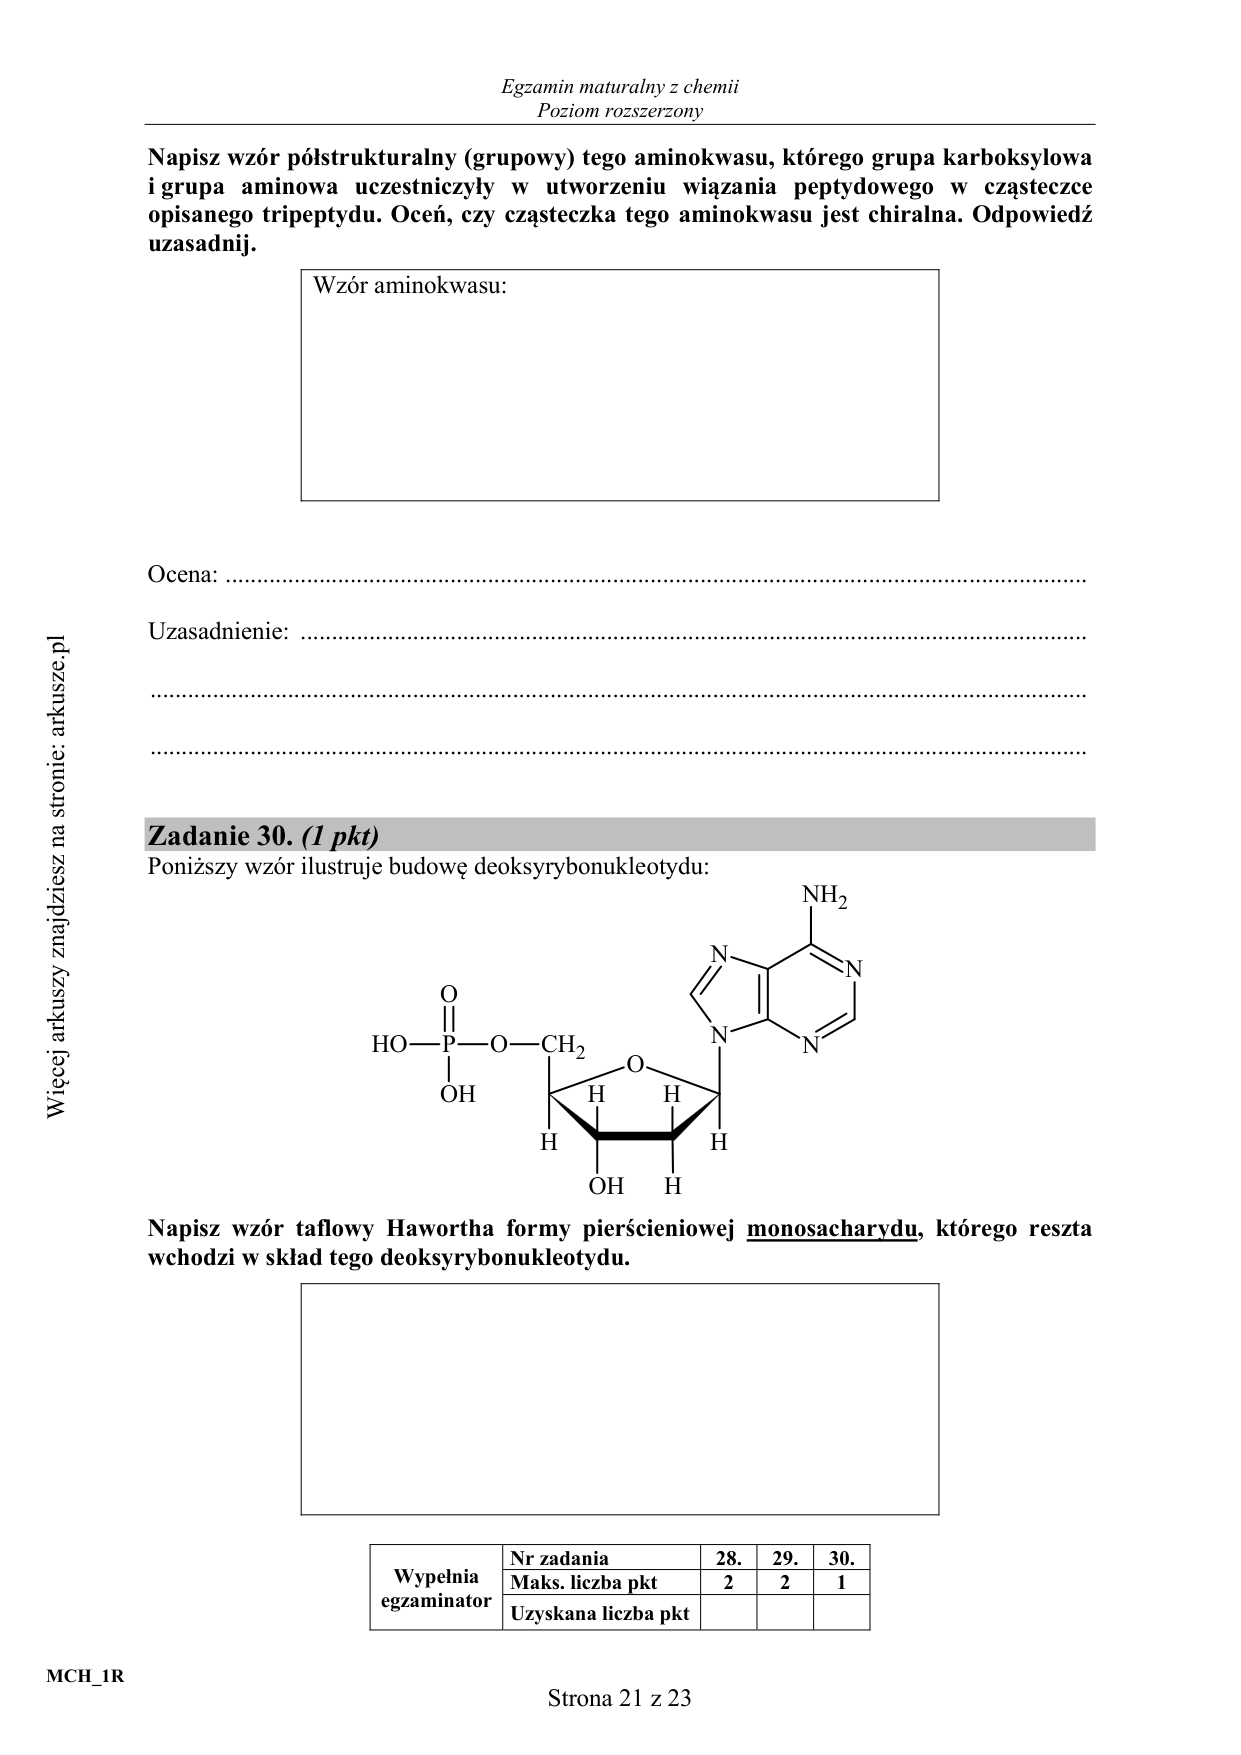 Egzamin maturalny z chemii
Poziom rozszerzony
Napisz wzór półstrukturalny (grupowy) tego aminokwasu, którego grupa karboksylowa
i grupa aminowa uczestniczyły w utworzeniu wiązania peptydowego w cząsteczce
opisanego tripeptydu. Oceń, czy cząsteczka tego aminokwasu jest chiralna. Odpowiedź
uzasadnij.
Wzór aminokwasu:
Ocena: ..........................................................................................................................................
Uzasadnienie: ..............................................................................................................................
......................................................................................................................................................
......................................................................................................................................................
Więcej arkuszy znajdziesz na stronie: arkusze.pl
Zadanie 30. (1 pkt)
Poniższy wzór ilustruje budowę deoksyrybonukleotydu:
NH2
N N
O
N N
HO P O CH2
O
OH H H
H H
OH H
Napisz wzór taflowy Hawortha formy pierścieniowej monosacharydu, którego reszta
wchodzi w skład tego deoksyrybonukleotydu.
Wypełnia
egzaminator
Nr zadania 28. 29. 30.
Maks. liczba pkt 2 2 1
Uzyskana liczba pkt
MCH_1R
Strona 21 z 23